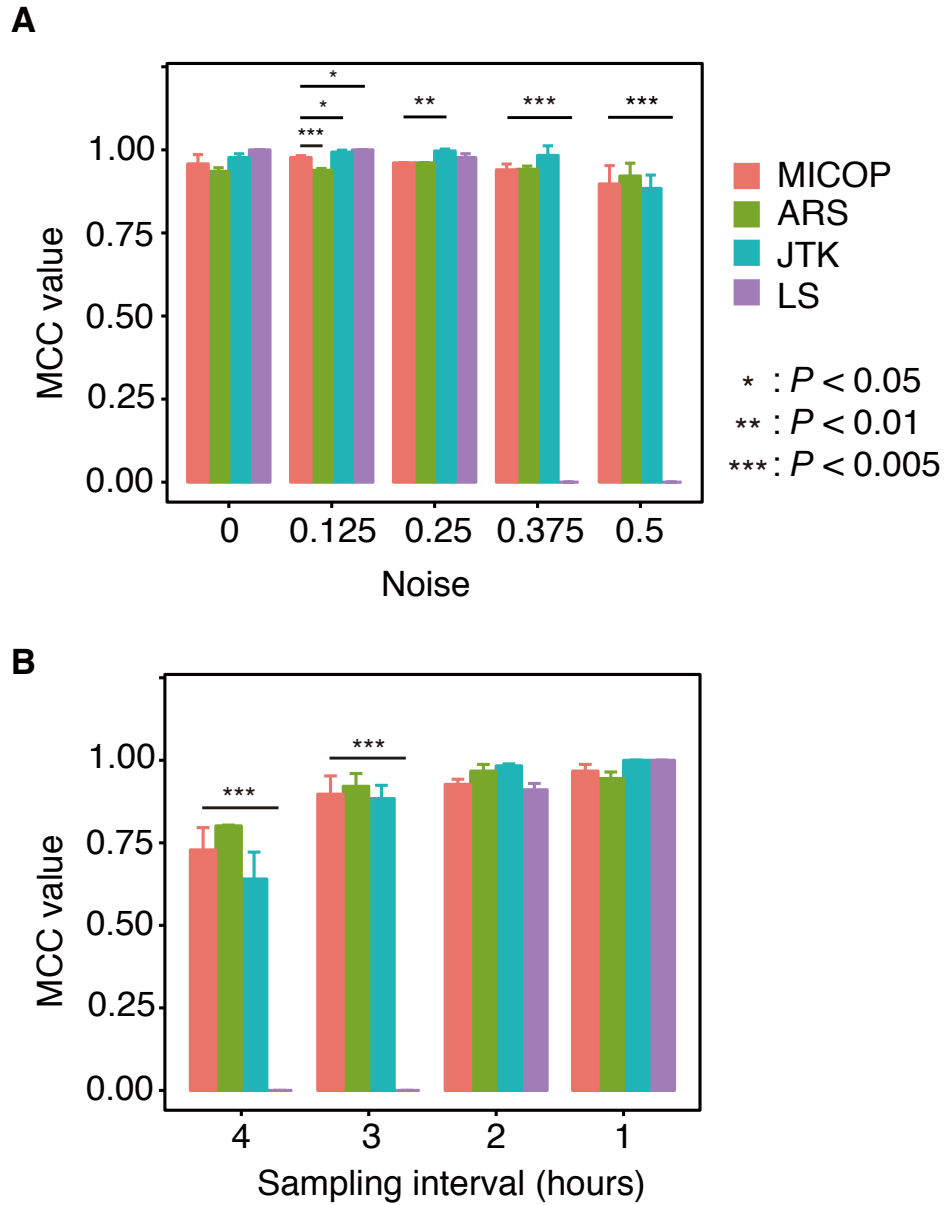 A
*
*
***
**
***
***
1.00
0.75
0.50
0.25
0.00
MCC value
0 0.125 0.25 0.375 0.5
Noise
MICOP
ARS
JTK
LS
* : P < 0.05
** : P < 0.01
*** : P < 0.005
B
***
***
1.00
0.75
0.50
0.25
0.00
MCC value
4 3 2 1
Sampling interval (hours)